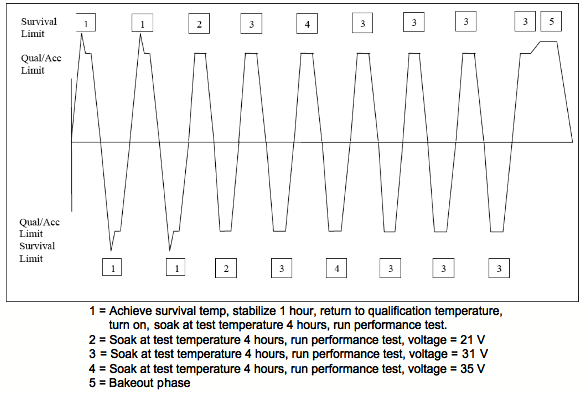 Survival
Limit
Qual/Acc
Limit
1 1 2 3 4 3 3 3 3 5
Qual/Acc
Limit
Survival
Limit
1 1 2 3 4 3 3 3
1 = Achieve survival temp, stabilize 1 hour, return to qualification temperature,
turn on, soak at test temperature 4 hours, run performance test.
2 = Soak at test temperature 4 hours, run performance test, voltage = 21 V
3 = Soak at test temperature 4 hours, run performance test, voltage = 31 V
4 = Soak at test temperature 4 hours, run performance test, voltage = 35 V
5 = Bakeout phase